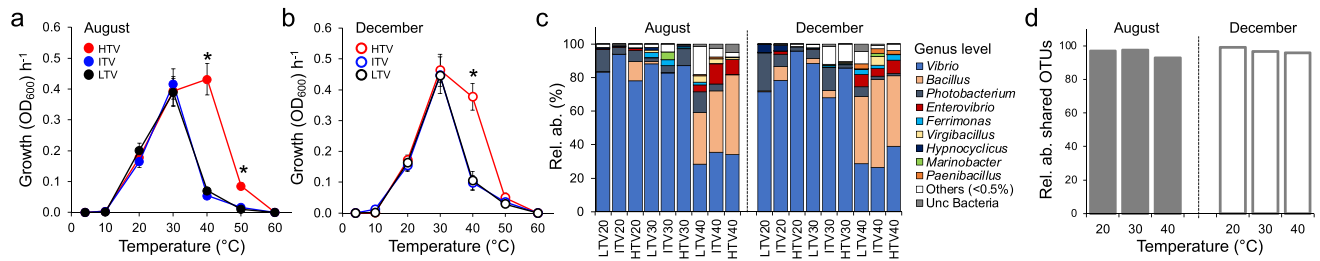 a
August
HTV
ITV
LTV
*
*
Growth (OD600) h-1
0.6
0.5
0.4
0.3
0.2
0.1
0.0
0 10 20 30 40 50 60
Temperature (°C)
b
December
HTV
ITV
LTV
*
Growth (OD600) h-1
0.6
0.5
0.4
0.3
0.2
0.1
0.0
0 10 20 30 40 50 60
Temperature (°C)
c
August
December
Rel. ab. (%)
100
80
60
40
20
0
LTV20
ITV20
HTV20
LTV30
ITV30
HTV30
LTV40
ITV40
HTV40
LTV20
ITV20
HTV20
LTV30
ITV30
HTV30
LTV40
ITV40
HTV40
Genus level
Vibrio
Bacillus
Photobacterium
Enterovibrio
Ferrimonas
Virgibacillus
Hypnocyclicus
Marinobacter
Paenibacillus
Others (<0.5%)
Unc Bacteria
d
August
December
Rel. ab. shared OTUs
100
80
60
40
20
0
20 30 40 20 30 40
Temperature (°C)